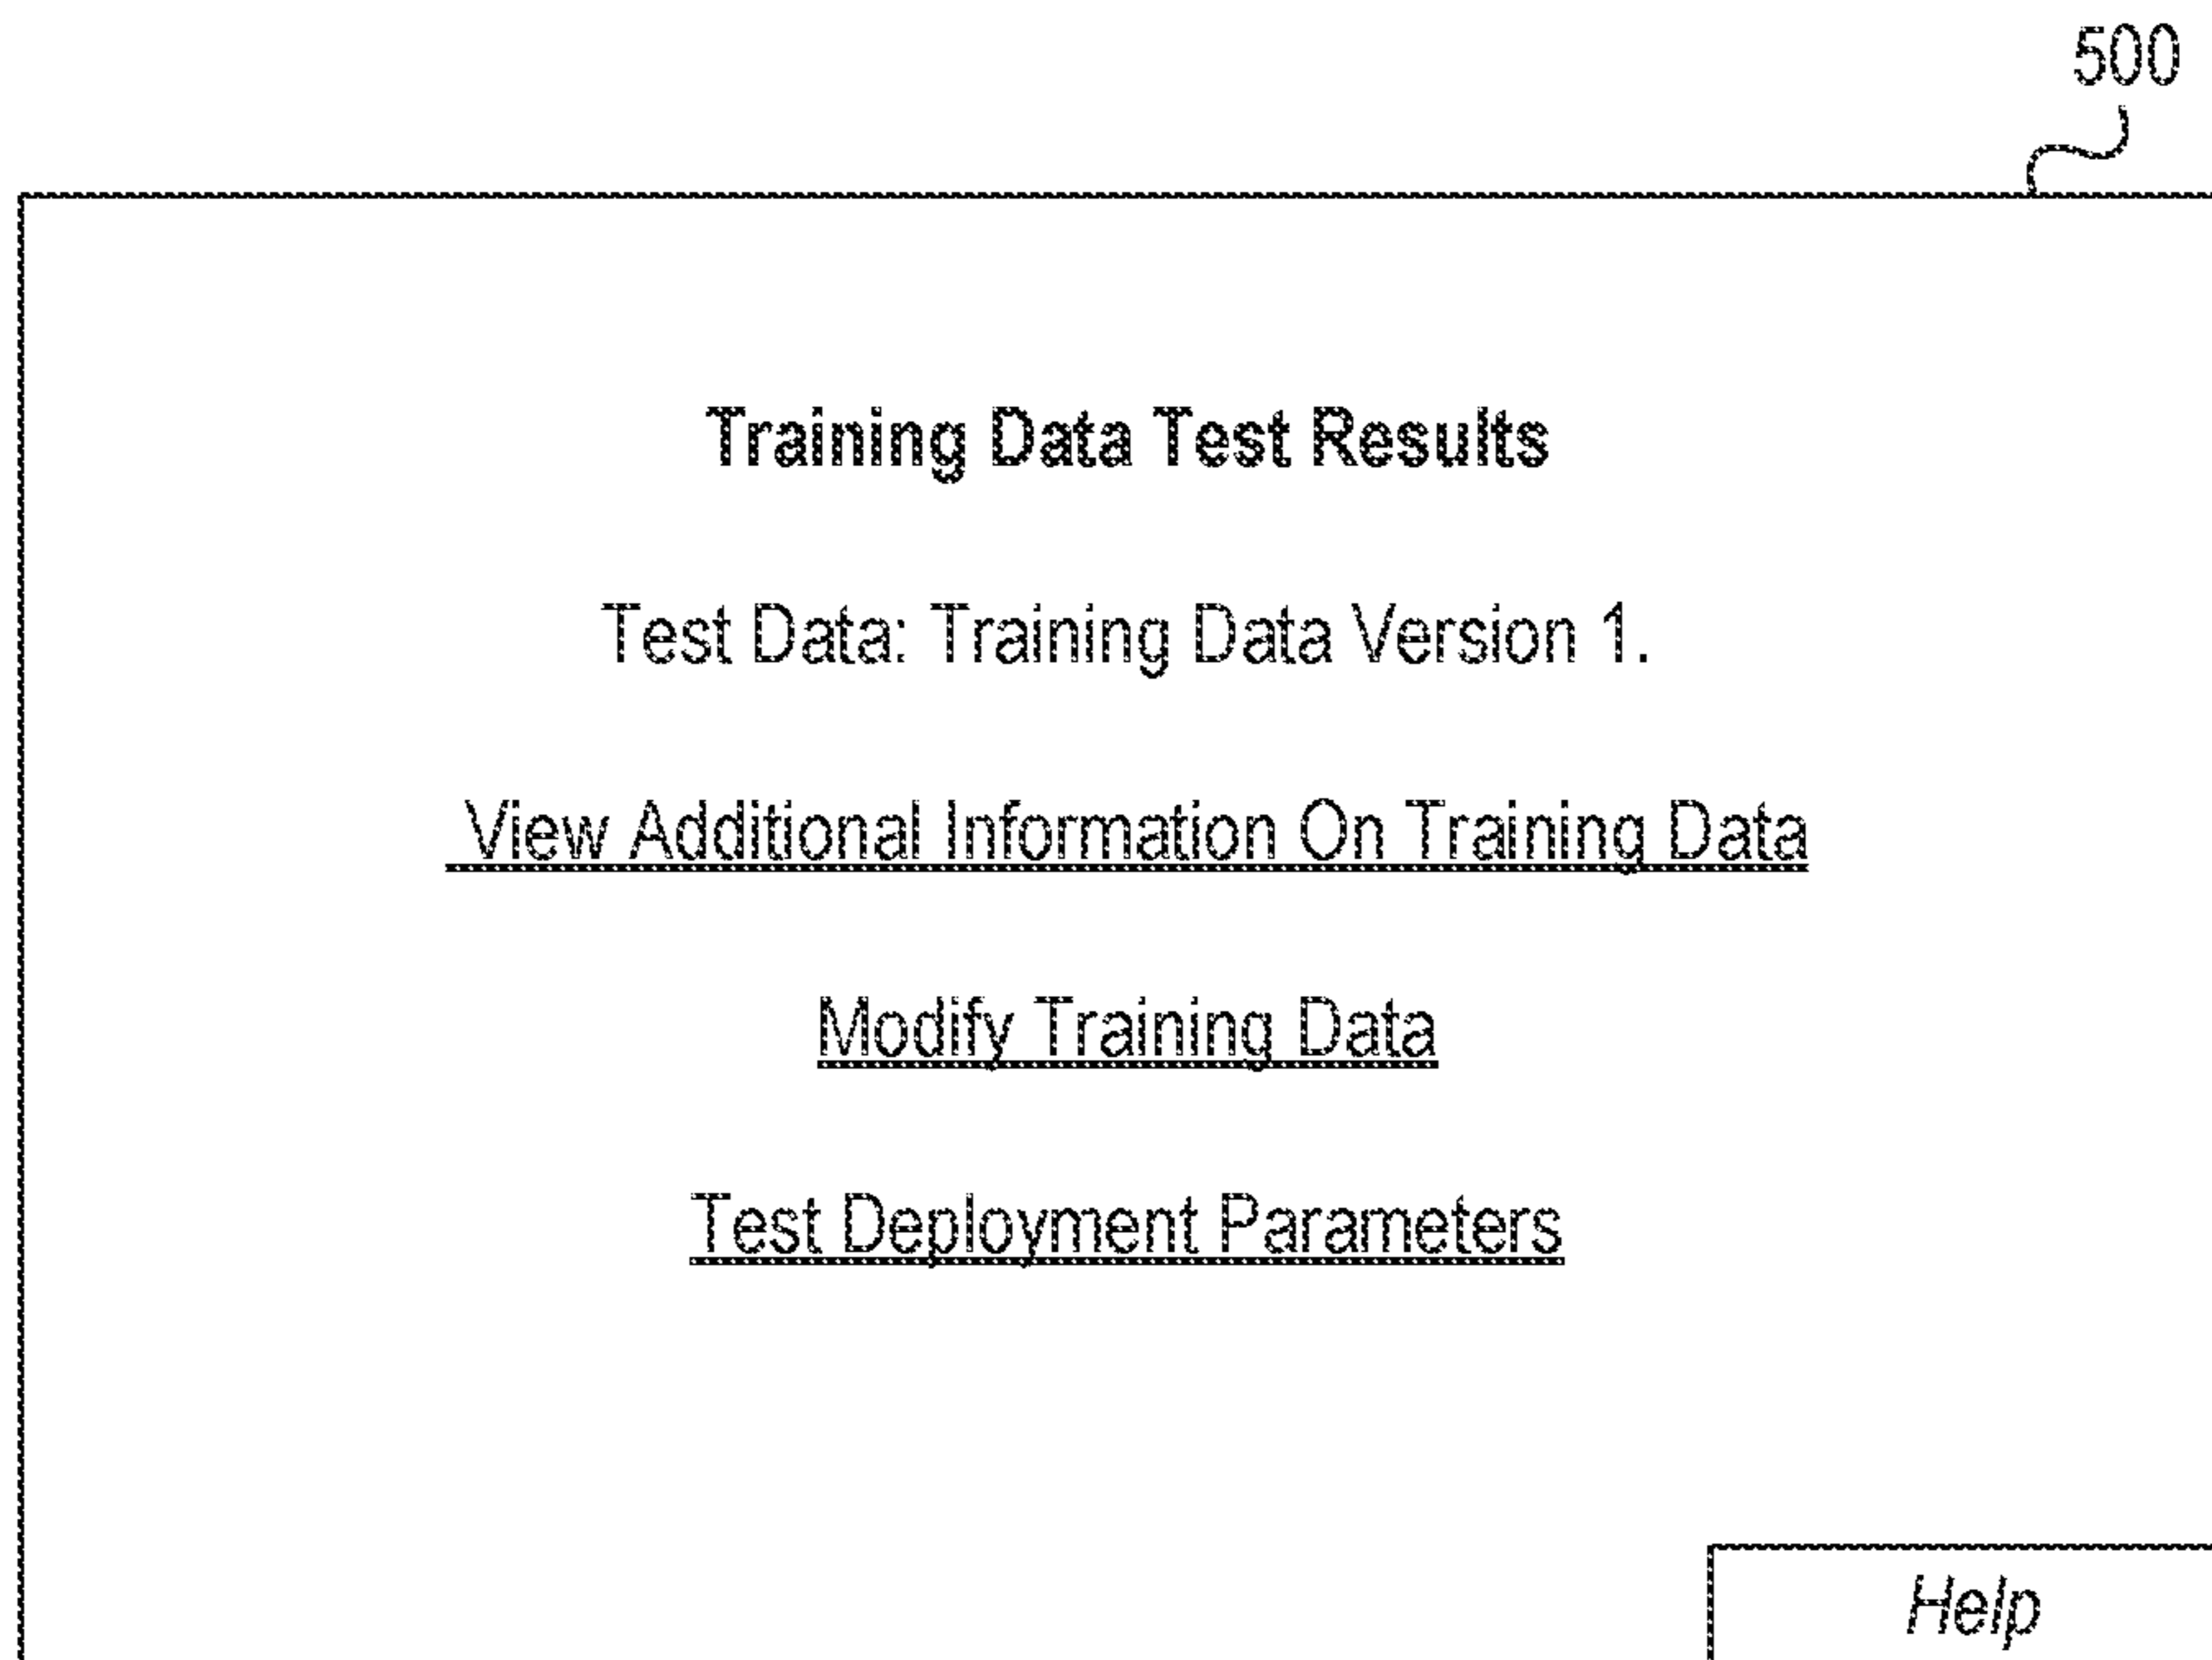 500
Training Data Test Results
Test Data: Training Data Version 1.
View Additional Information On Training Data
Modify Training Data
Test Deployment Parameters
Help